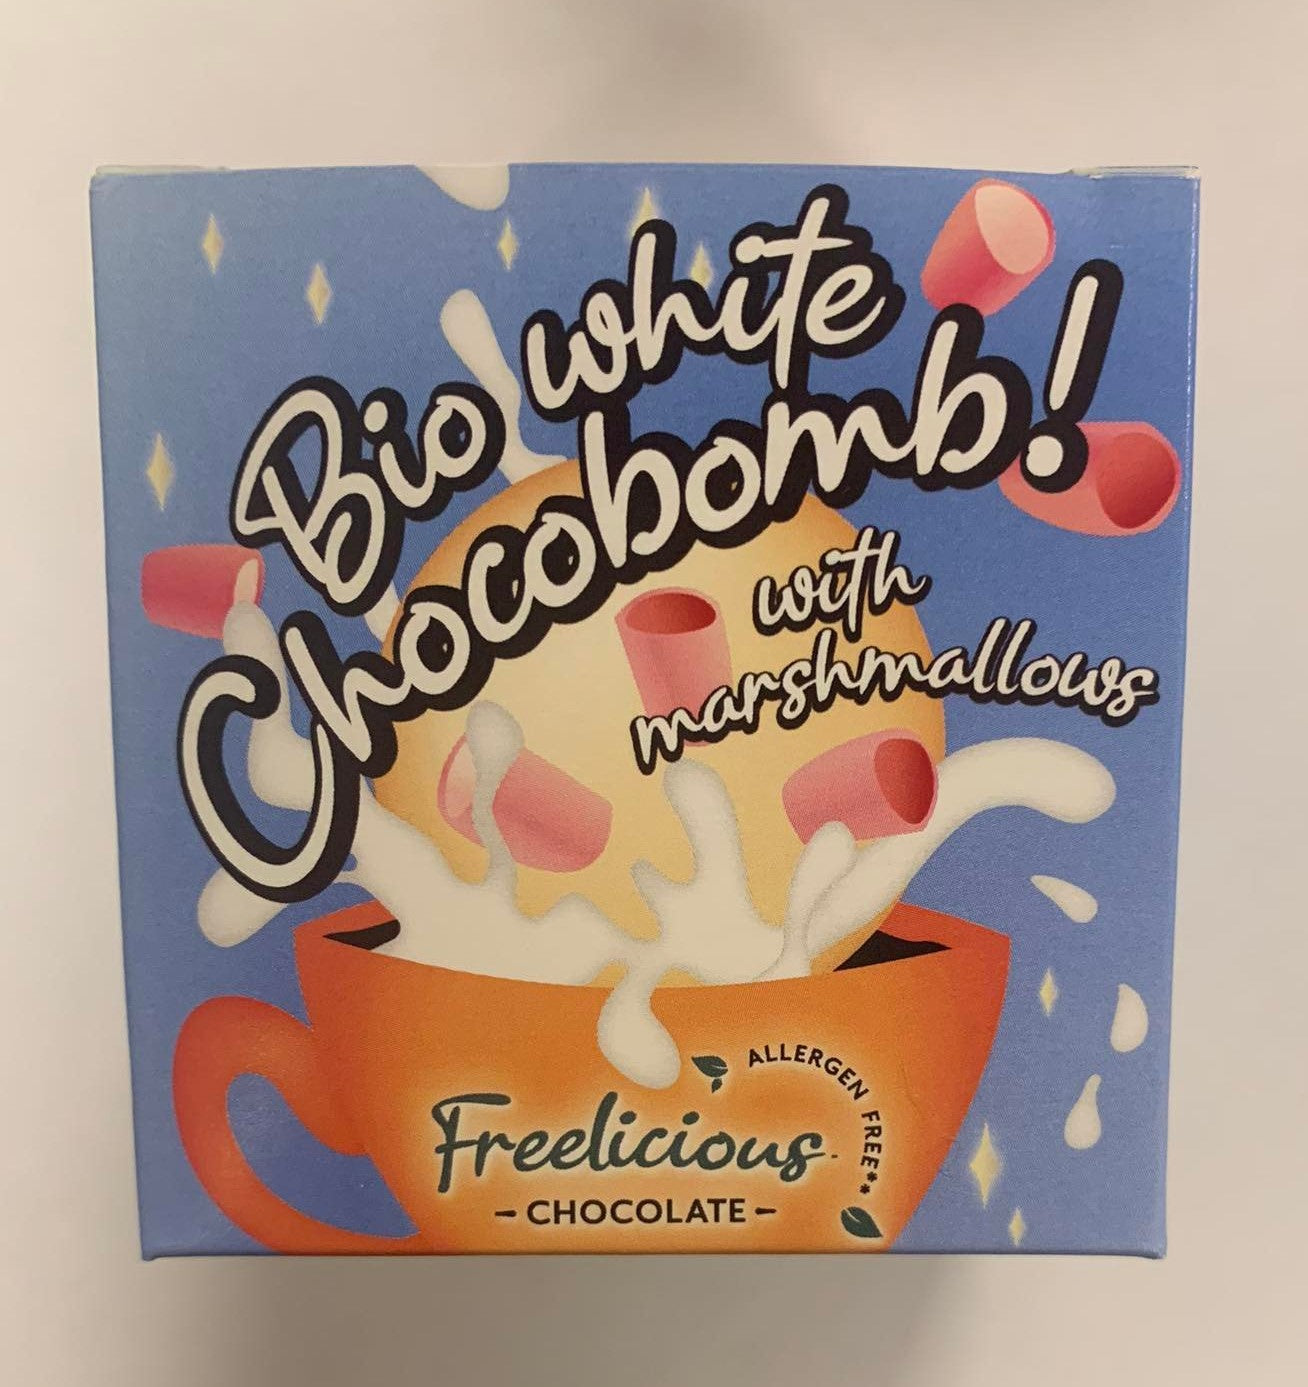 Bio white
Chocobomb!
with
marshmallows
ALLERGEN FREE**
Freelicious
- CHOCOLATE -